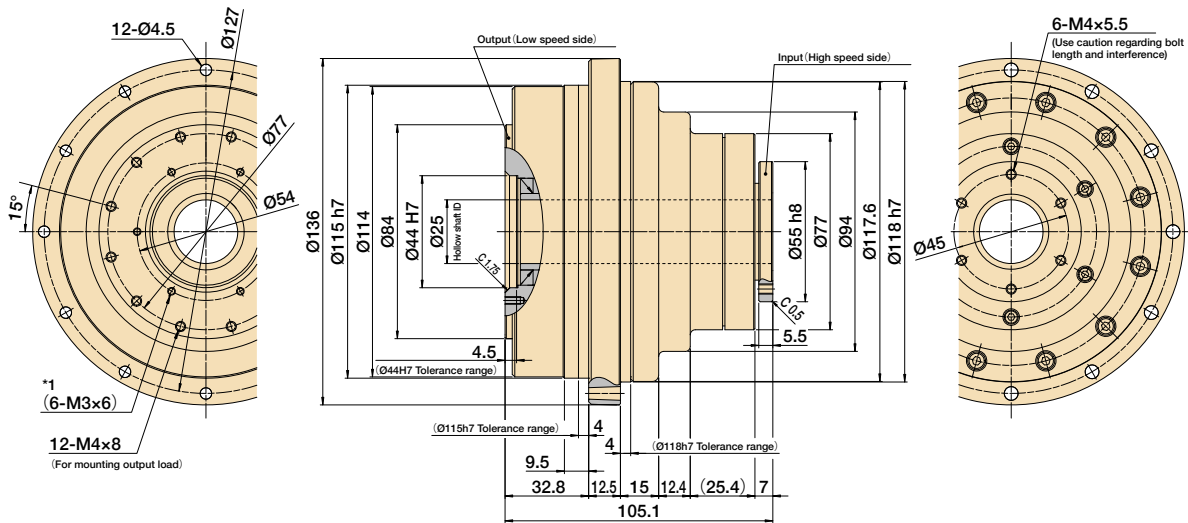 12-Ø4.5
Ø127
Ø77
Ø54
15°
*1
(6-M3×6)
12-M4×8
(For mounting output load)
Output(Low speed side)
Input(High speed side)
Ø136
Ø115 h7
Ø114
Ø84
Ø44 H7
Ø25
Hollow shaft ID
C 1.75
Ø55 h8
Ø77
Ø94
Ø117.6
Ø118 h7
C 0.5
5.5
4.5
(Ø44H7 Tolerance range)
(Ø115h7 Tolerance range)
4
4
(Ø118h7 Tolerance range)
9.5
32.8
12.5
15
12.4
(25.4)
7
105.1
6-M4×5.5
(Use caution regarding bolt
length and interference)
Ø45